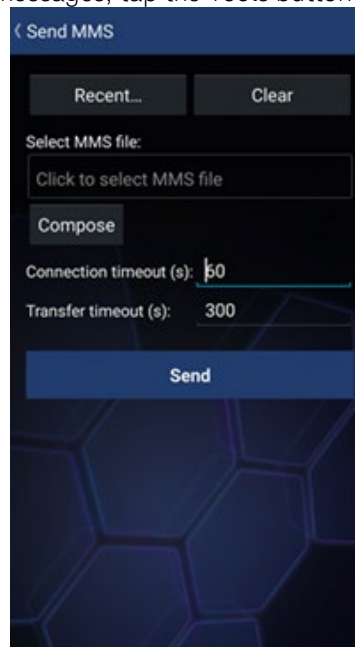 messages, tap the Tools button
Send MMS
Recent... Clear
Select MMS file:
Click to select MMS file
Compose
Connection timeout (s): 60
Transfer timeout (s): 300
Send